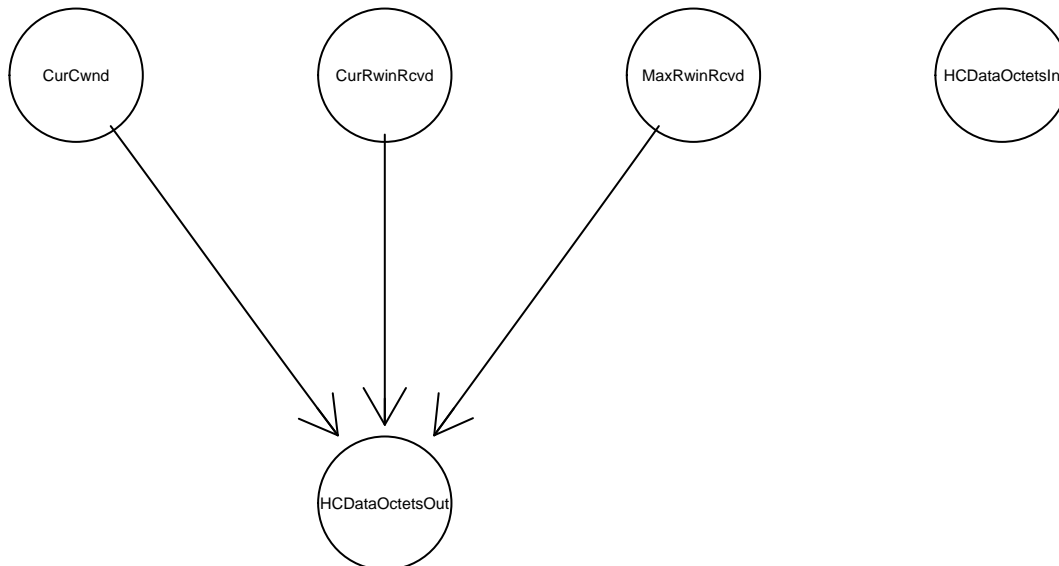 CurCwnd
CurRwinRcvd
MaxRwinRcvd
HCDataOctetsIn
HCDataOctetsOut